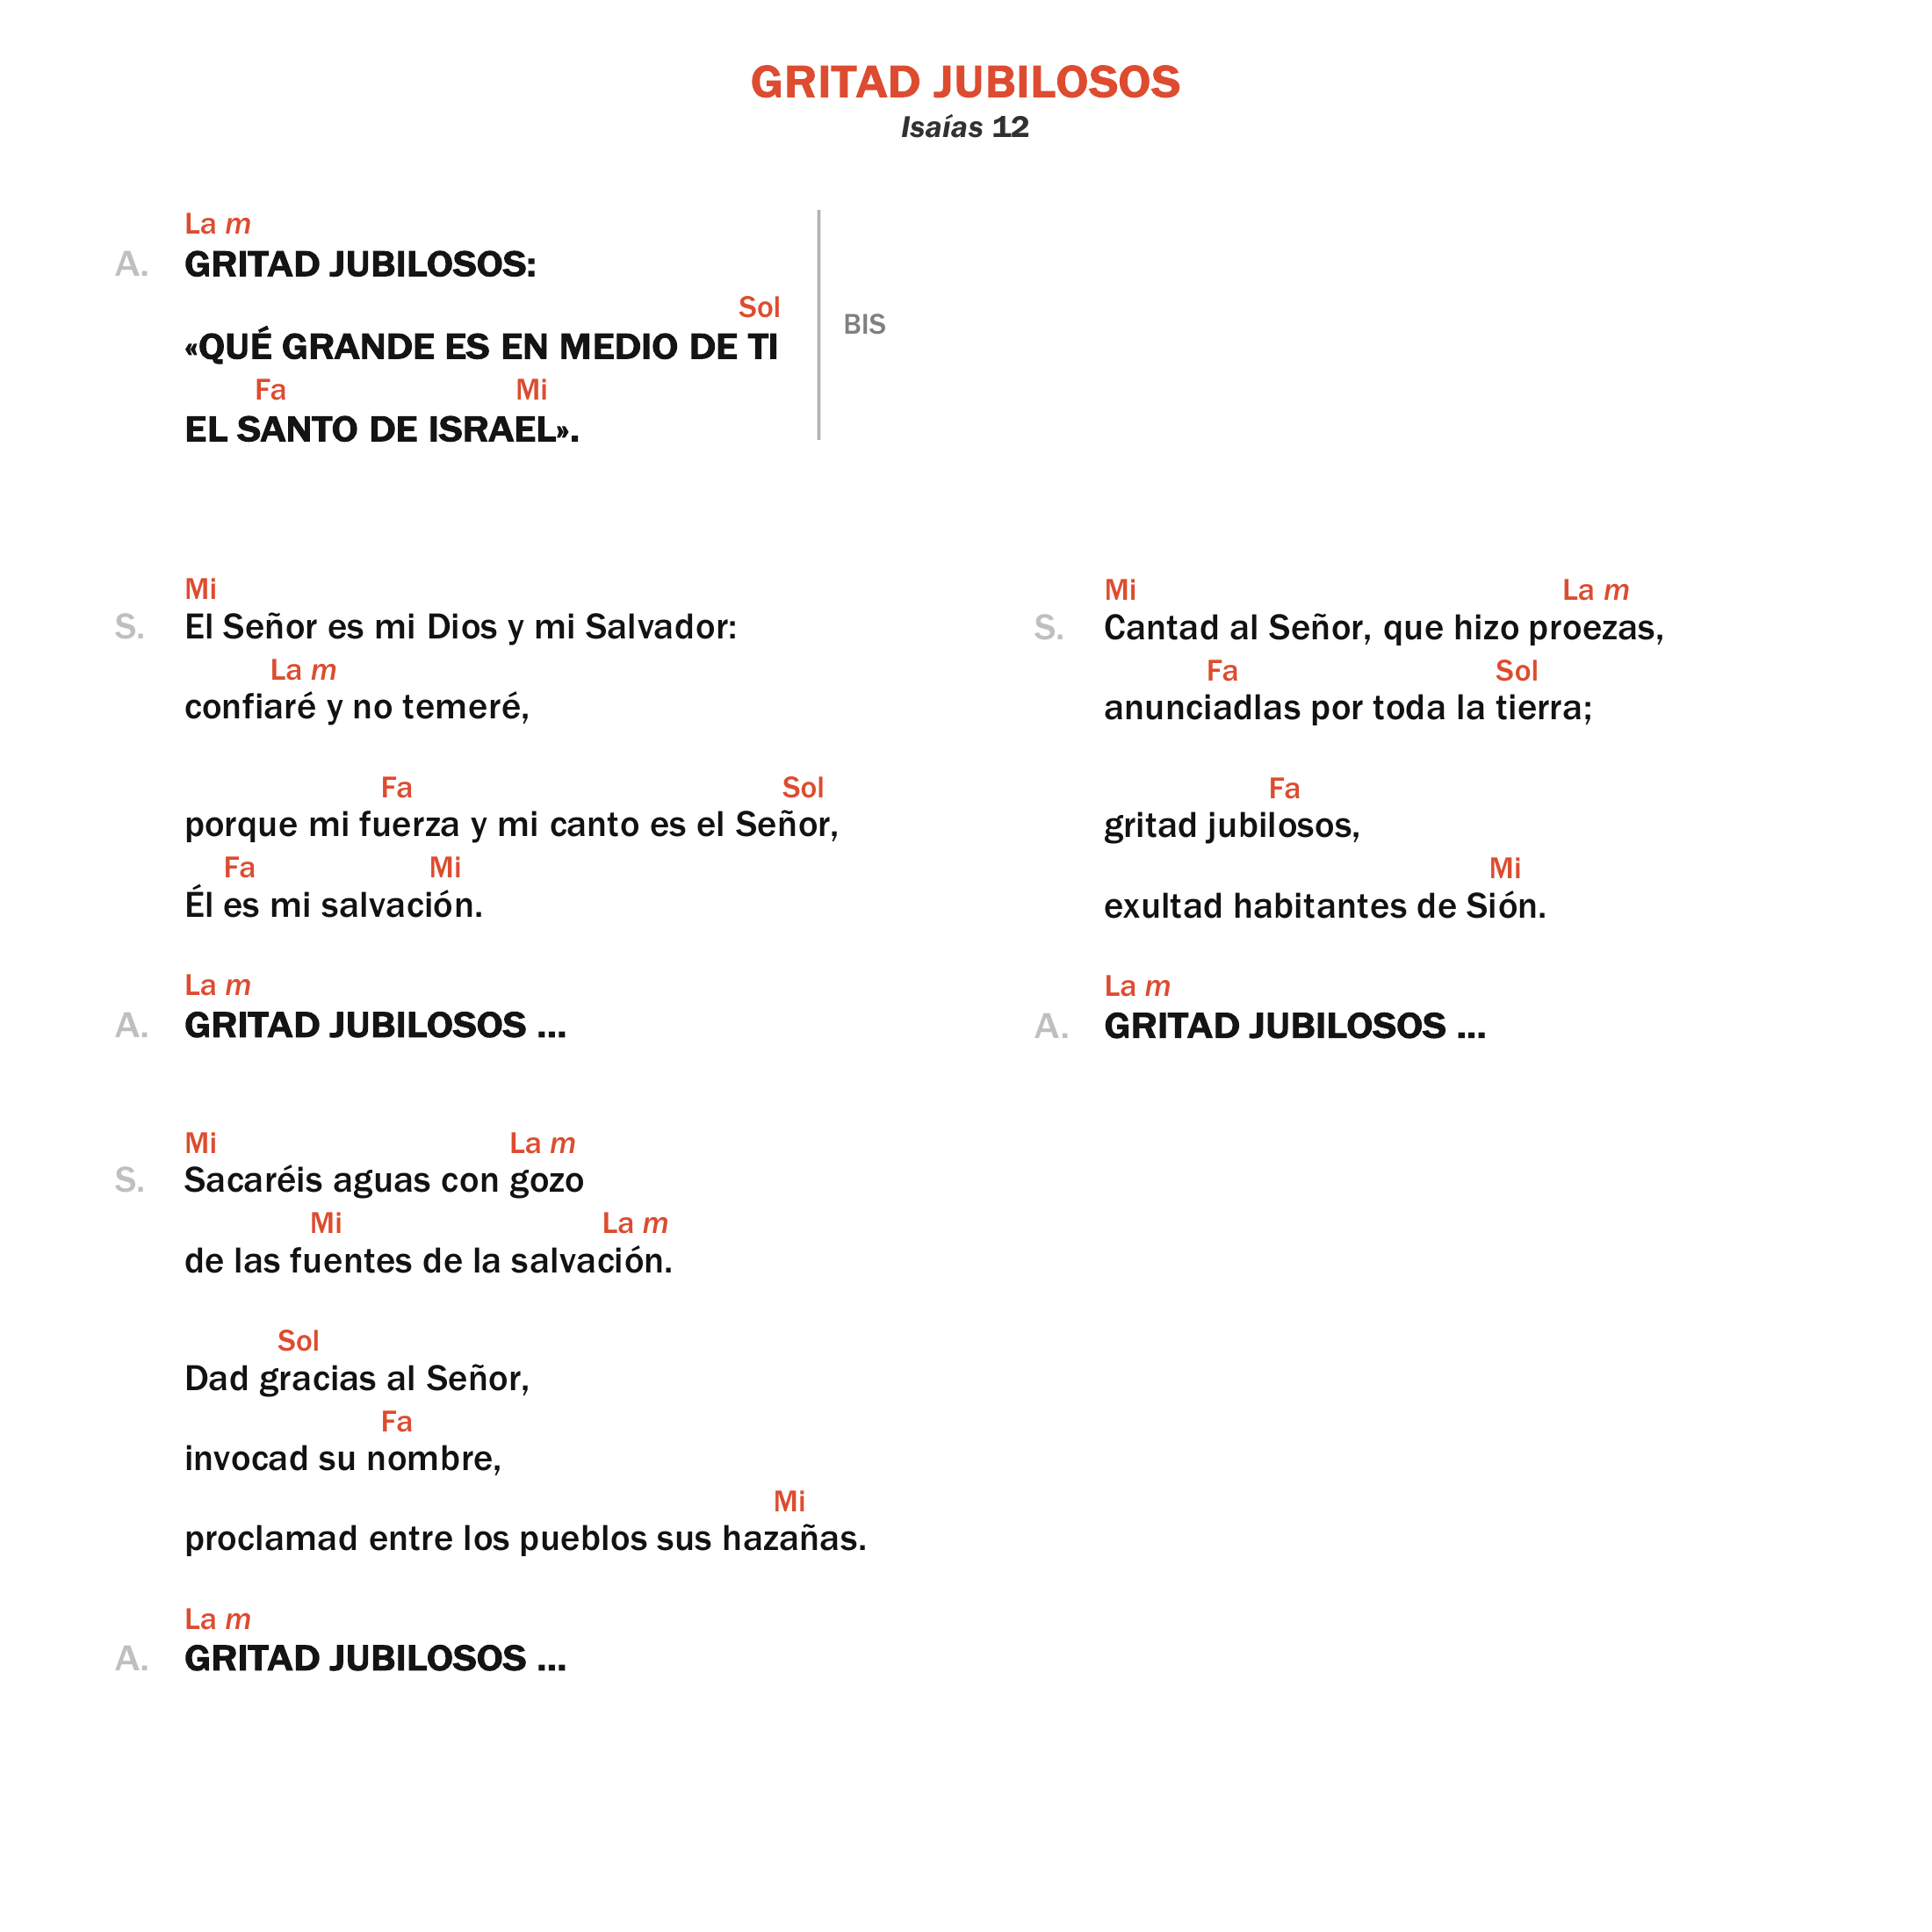 GRITAD JUBILOSOS
Isaías 12
La m
A. GRITAD JUBILOSOS:
Sol
«QUÉ GRANDE ES EN MEDIO DE TI
BIS
Fa Mi
EL SANTO DE ISRAEL».
Mi
S. El Señor es mi Dios y mi Salvador:
La m
confiaré y no temeré,
Fa Sol
porque mi fuerza y mi canto es el Señor,
Fa Mi
Él es mi salvación.
La m
A. GRITAD JUBILOSOS ...
Mi La m
S. Sacaréis aguas con gozo
Mi La m
de las fuentes de la salvación.
Sol
Dad gracias al Señor,
Fa
invocad su nombre,
Mi
proclamad entre los pueblos sus hazañas.
La m
A. GRITAD JUBILOSOS ...
Mi La m
S. Cantad al Señor, que hizo proezas,
Fa Sol
anunciadlas por toda la tierra;
Fa
gritad jubilosos,
Mi
exultad habitantes de Sión.
La m
A. GRITAD JUBILOSOS ...